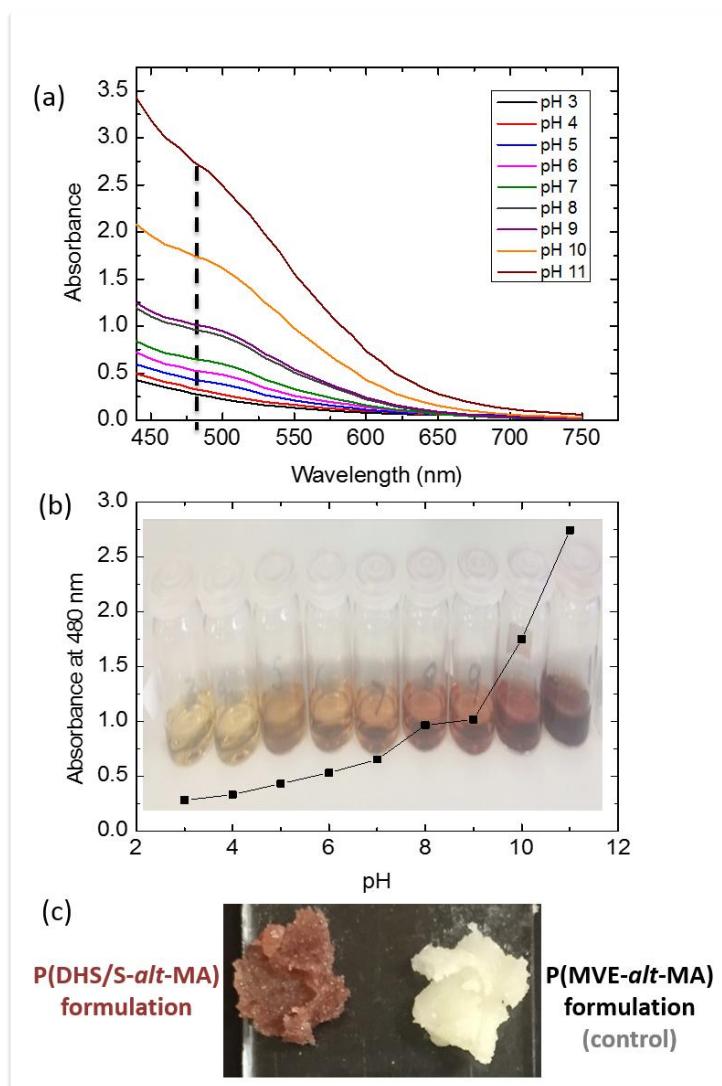 (a)
3.5
3.0
2.5
2.0
1.5
1.0
0.5
0.0
Absorbance
450 500 550 600 650 700 750
Wavelength (nm)
pH 3
pH 4
pH 5
pH 6
pH 7
pH 8
pH 9
pH 10
pH 11
(b)
3.0
2.5
2.0
1.5
1.0
0.5
0.0
Absorbance at 480 nm
2 4 6 8 10 12
pH
(c)
P(DHS/S-alt-MA)
formulation
P(MVE-alt-MA)
formulation
(control)